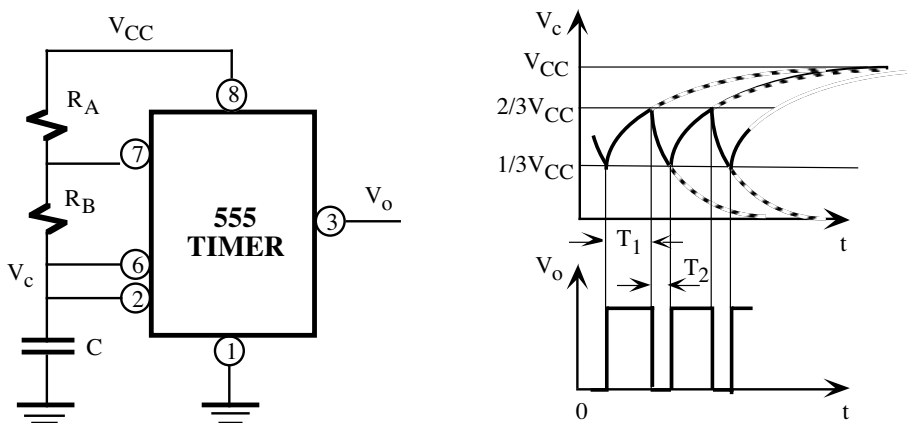 V_CC
R_A
8
7
R_B
555
TIMER
V_o
3
V_c
6
2
C
1
V_c
V_CC
2/3V_CC
1/3V_CC
t
T_1
T_2
V_o
0
t